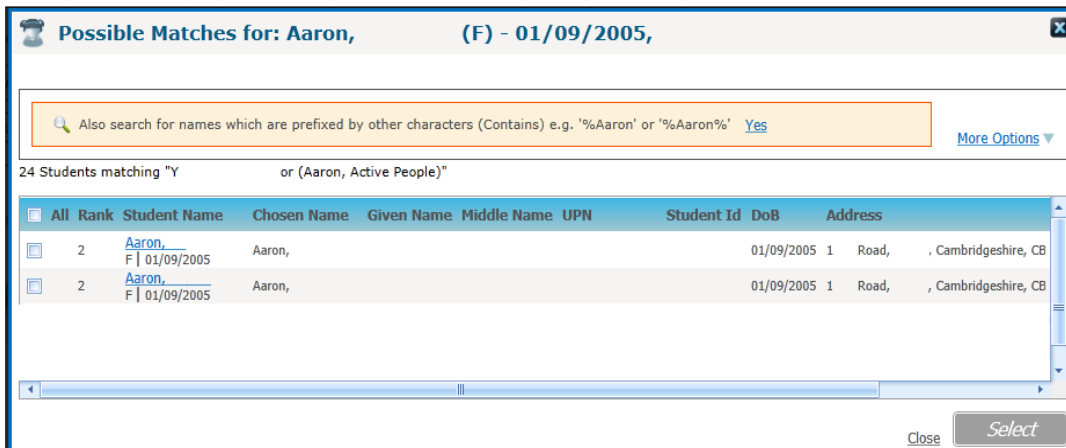 Possible Matches for: Aaron, (F) - 01/09/2005,
Also search for names which are prefixed by other characters (Contains) e.g. '%Aaron' or '%Aaron%' Yes
More Options
24 Students matching "Y or (Aaron, Active People)"
All Rank Student Name Chosen Name Given Name Middle Name UPN Student Id DoB Address
2 Aaron, Aaron, 01/09/2005 1 Road, , Cambridgeshire, CB
F | 01/09/2005
2 Aaron, Aaron, 01/09/2005 1 Road, , Cambridgeshire, CB
F | 01/09/2005
Close Select